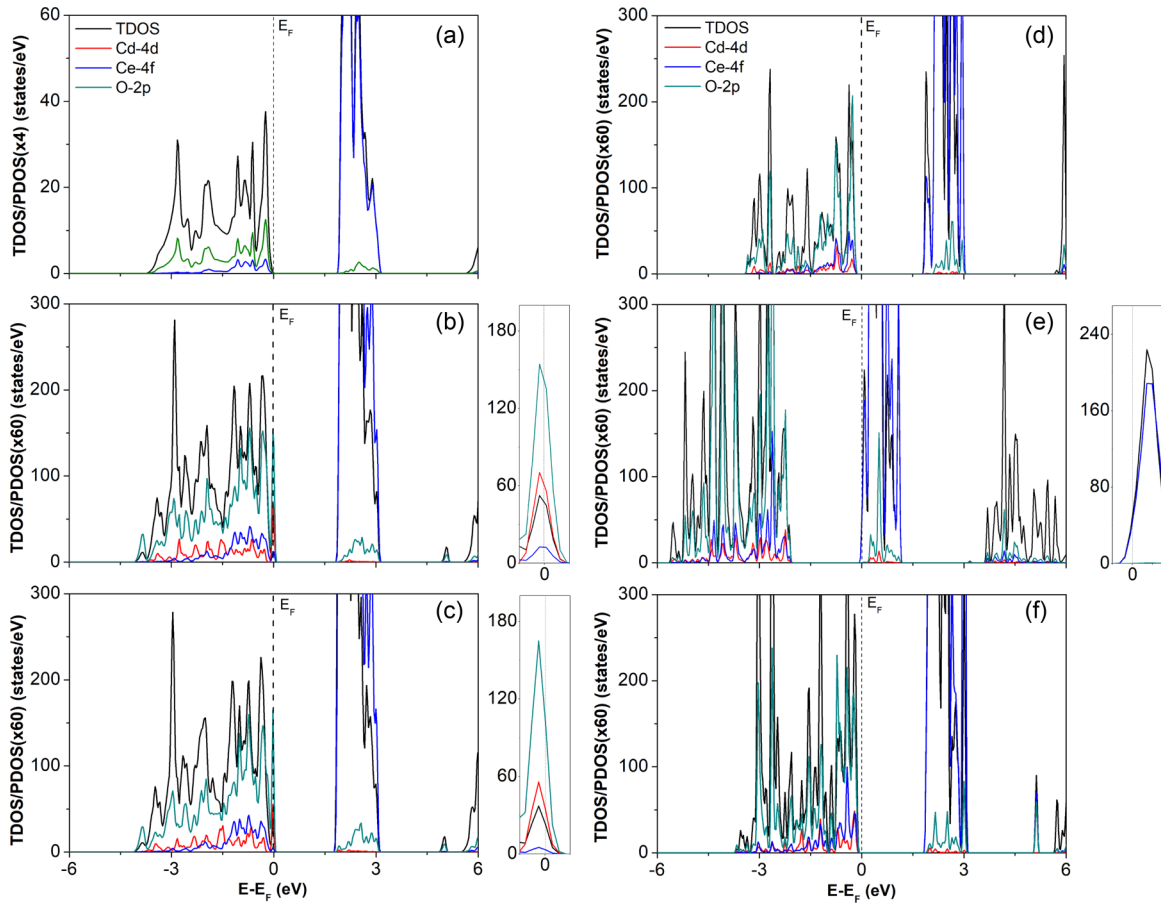 TDOS/PDOS(x4) (states/eV)
60
40
20
0
TDOS
Cd-4d
Ce-4f
O-2p
E_F
(a)
TDOS/PDOS(x60) (states/eV)
300
200
100
0
TDOS
Cd-4d
Ce-4f
O-2p
E_F
(d)
TDOS/PDOS(x60) (states/eV)
300
200
100
0
E_F
(b)
180
120
60
0
0
TDOS/PDOS(x60) (states/eV)
300
200
100
0
E_F
(e)
240
160
80
0
0
TDOS/PDOS(x60) (states/eV)
300
200
100
0
E_F
(c)
-6
-3
0
3
6
E-E_F (eV)
180
120
60
0
0
TDOS/PDOS(x60) (states/eV)
300
200
100
0
E_F
(f)
-6
-3
0
3
6
E-E_F (eV)